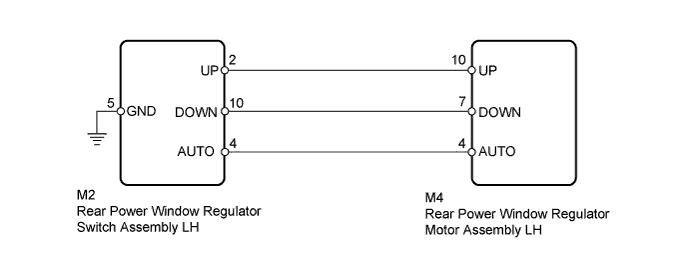 2 10
UP UP
5 GND DOWN 10 7 DOWN
AUTO 4 4 AUTO
M2
Rear Power Window Regulator
Switch Assembly LH
M4
Rear Power Window Regulator
Motor Assembly LH